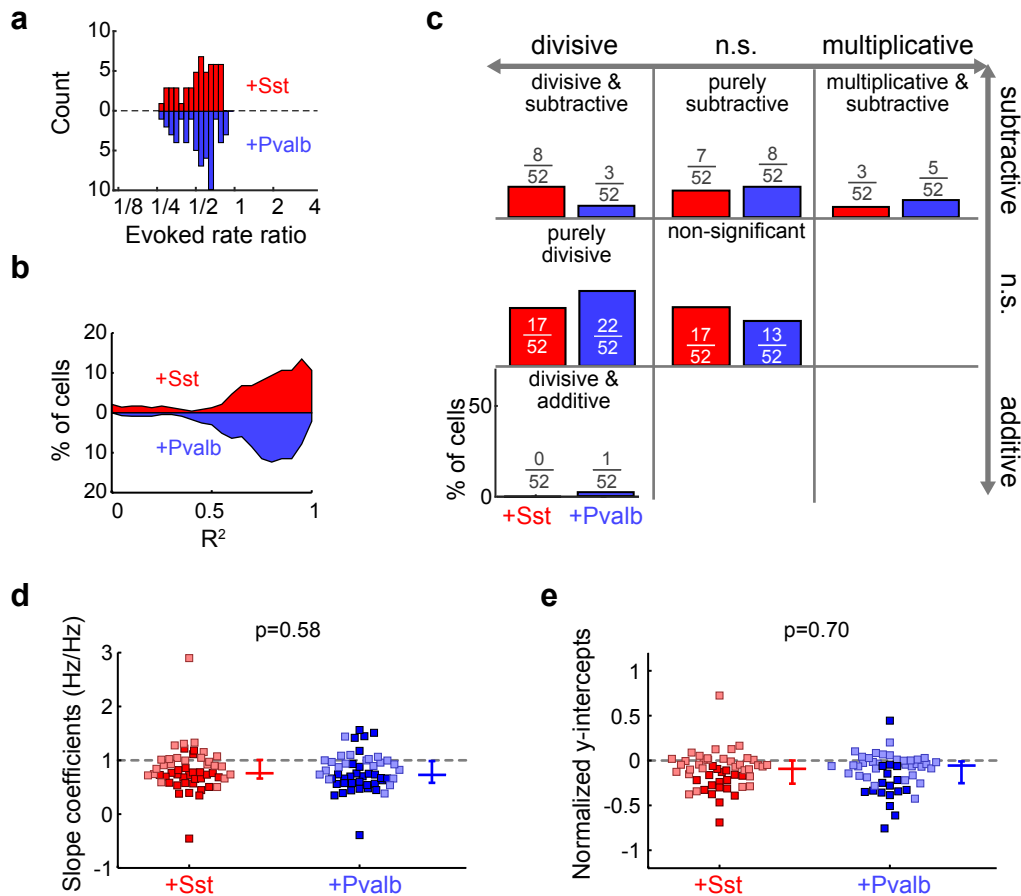 a
10
5
0
5
10
Count
+Sst
+Pvalb
1/8 1/4 1/2 1 2 4
Evoked rate ratio
b
20
10
0
10
20
% of cells
+Sst
+Pvalb
0 0.5 1
R²
c
divisive n.s. multiplicative
subtractive
n.s.
additive
divisive &
subtractive
8
52
3
52
purely
subtractive
7
52
8
52
multiplicative
& subtractive
3
52
5
52
purely
divisive
17
52
22
52
non-significant
17
52
13
52
divisive &
additive
50
0
% of cells
0
52
1
52
+Sst +Pvalb
d
p=0.58
Slope coefficients (Hz/Hz)
3
2
1
0
-1
+Sst +Pvalb
e
p=0.70
Normalized y-intercepts
1
0.5
0
-0.5
-1
+Sst +Pvalb